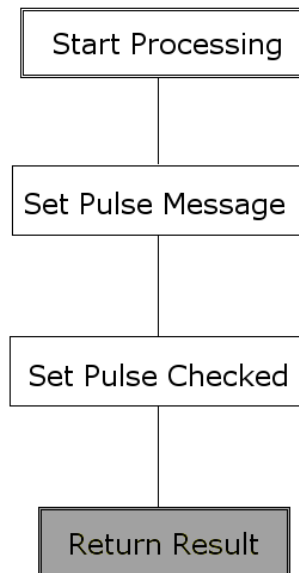 Start Processing
Set Pulse Message
Set Pulse Checked
Return Result